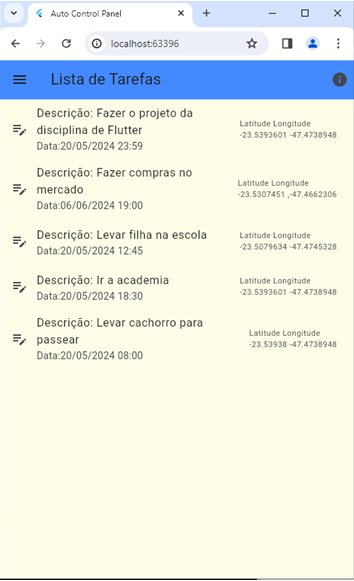 Auto Control Panel
localhost:63396
Lista de Tarefas
Descrição: Fazer o projeto da
disciplina de Flutter
Data:20/05/2024 23:59
Latitude Longitude
-23.5393601 -47.4738948
Descrição: Fazer compras no
mercado
Data:06/06/2024 19:00
Latitude Longitude
-23.5307451 ,-47.4662306
Descrição: Levar filha na escola
Data:20/05/2024 12:45
Latitude Longitude
-23.5079634 -47.4745328
Descrição: Ir a academia
Data:20/05/2024 18:30
Latitude Longitude
-23.5393601 -47.4738948
Descrição: Levar cachorro para
passear
Data:20/05/2024 08:00
Latitude Longitude
-23.53938 -47.4738948